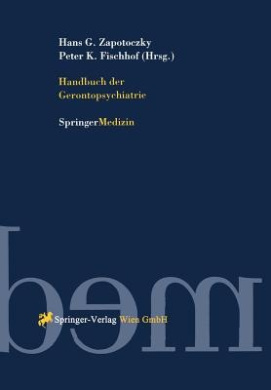 Hans G. Zapotoczky
Peter K. Fischhof (Hrsg.)
Handbuch der
Gerontopsychiatrie
SpringerMedizin
Springer-Verlag Wien GmbH